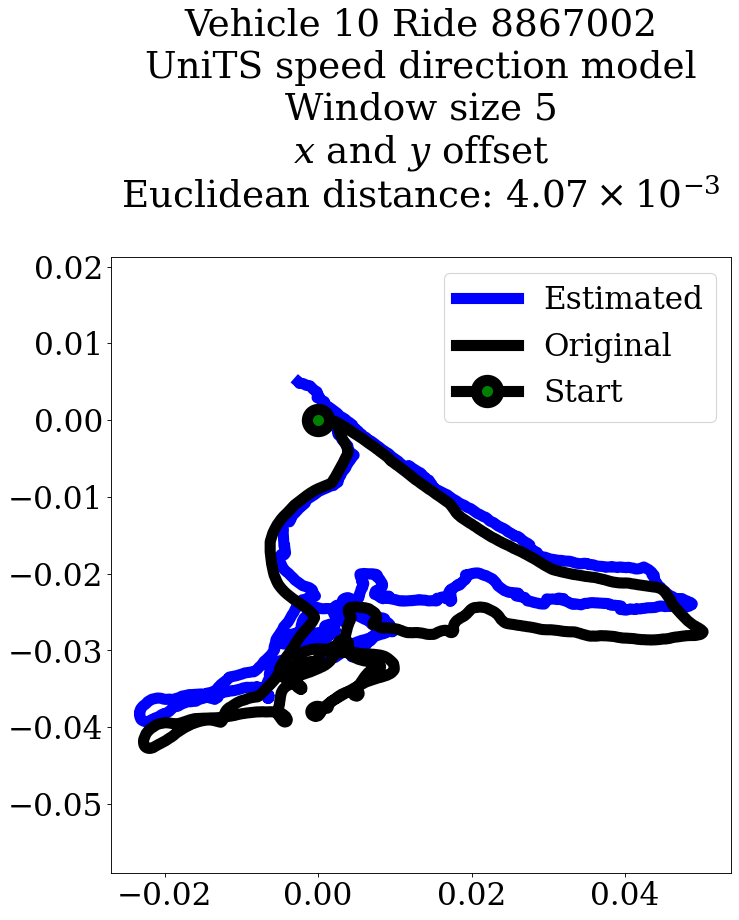 Vehicle 10 Ride 8867002
UniTS speed direction model
Window size 5
x and y offset
Euclidean distance: 4.07 × 10⁻³
Estimated
Original
Start
0.02
0.01
0.00
−0.01
−0.02
−0.03
−0.04
−0.05
−0.02 0.00 0.02 0.04